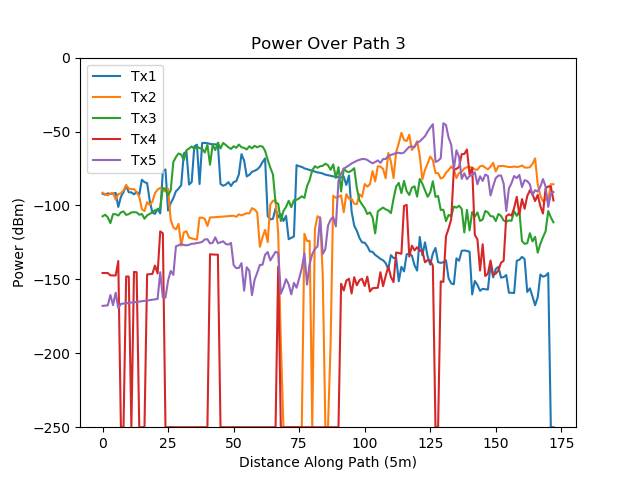 Power Over Path 3
Power (dBm)
0
−50
−100
−150
−200
−250
Tx1
Tx2
Tx3
Tx4
Tx5
0 25 50 75 100 125 150 175
Distance Along Path (5m)